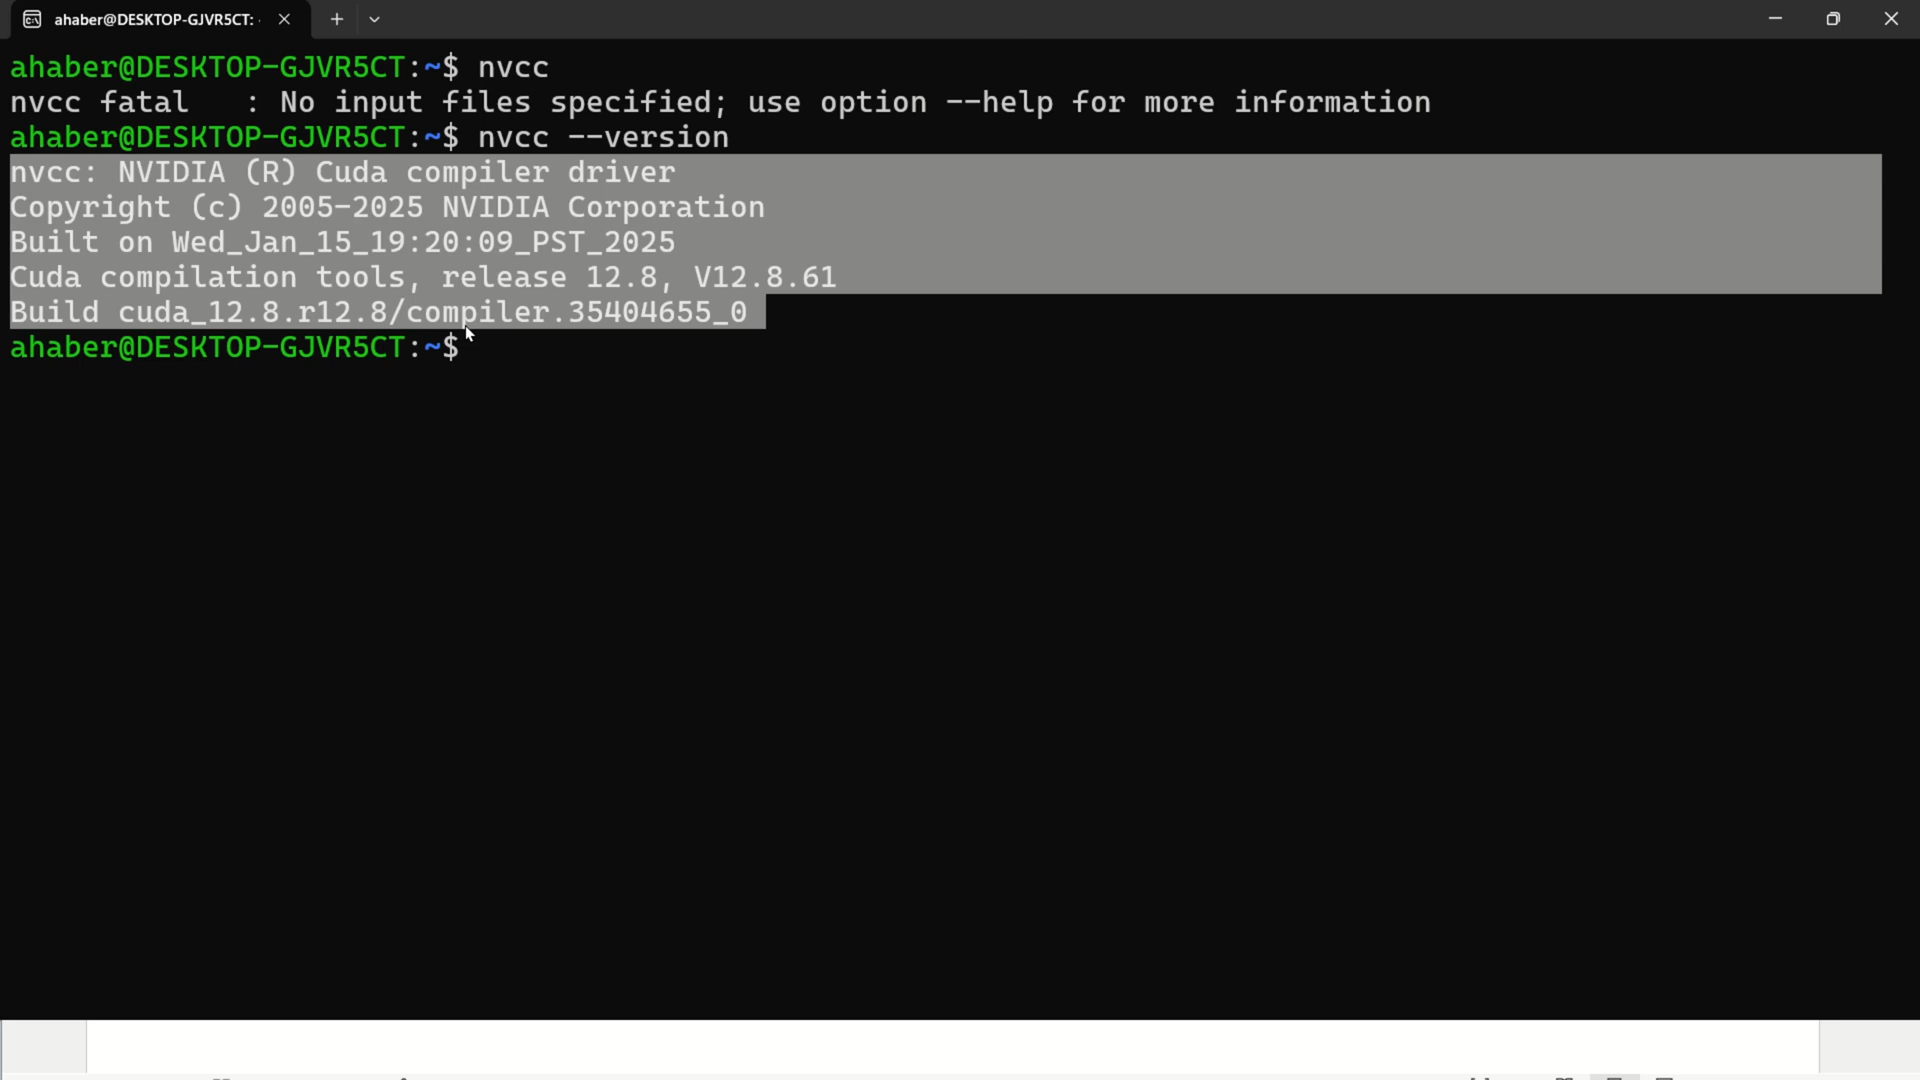 ahaber@DESKTOP-GJVR5CT:
ahaber@DESKTOP-GJVR5CT:~$ nvcc
nvcc fatal   : No input files specified; use option --help for more information
ahaber@DESKTOP-GJVR5CT:~$ nvcc --version
nvcc: NVIDIA (R) Cuda compiler driver
Copyright (c) 2005-2025 NVIDIA Corporation
Built on Wed_Jan_15_19:20:09_PST_2025
Cuda compilation tools, release 12.8, V12.8.61
Build cuda_12.8.r12.8/compiler.35404655_0
ahaber@DESKTOP-GJVR5CT:~$